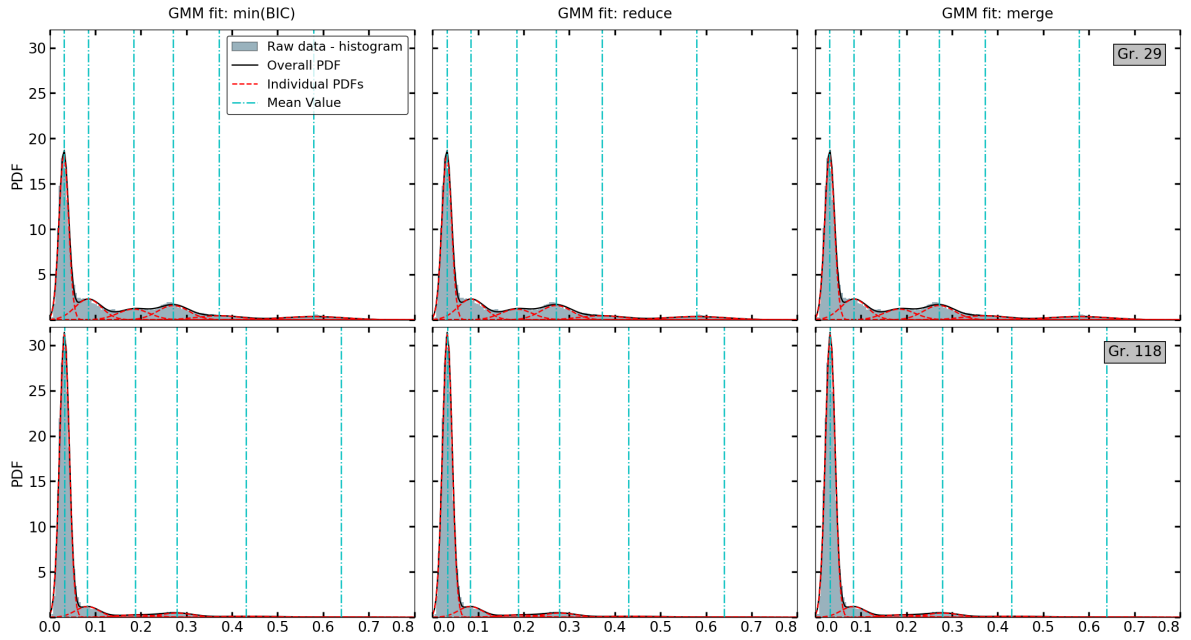 GMM fit: min(BIC)
GMM fit: reduce
GMM fit: merge
30
25
20
15
10
5
PDF
Raw data - histogram
Overall PDF
Individual PDFs
Mean Value
Gr. 29
30
25
20
15
10
5
PDF
Gr. 118
0.0 0.1 0.2 0.3 0.4 0.5 0.6 0.7 0.8
0.0 0.1 0.2 0.3 0.4 0.5 0.6 0.7 0.8
0.0 0.1 0.2 0.3 0.4 0.5 0.6 0.7 0.8